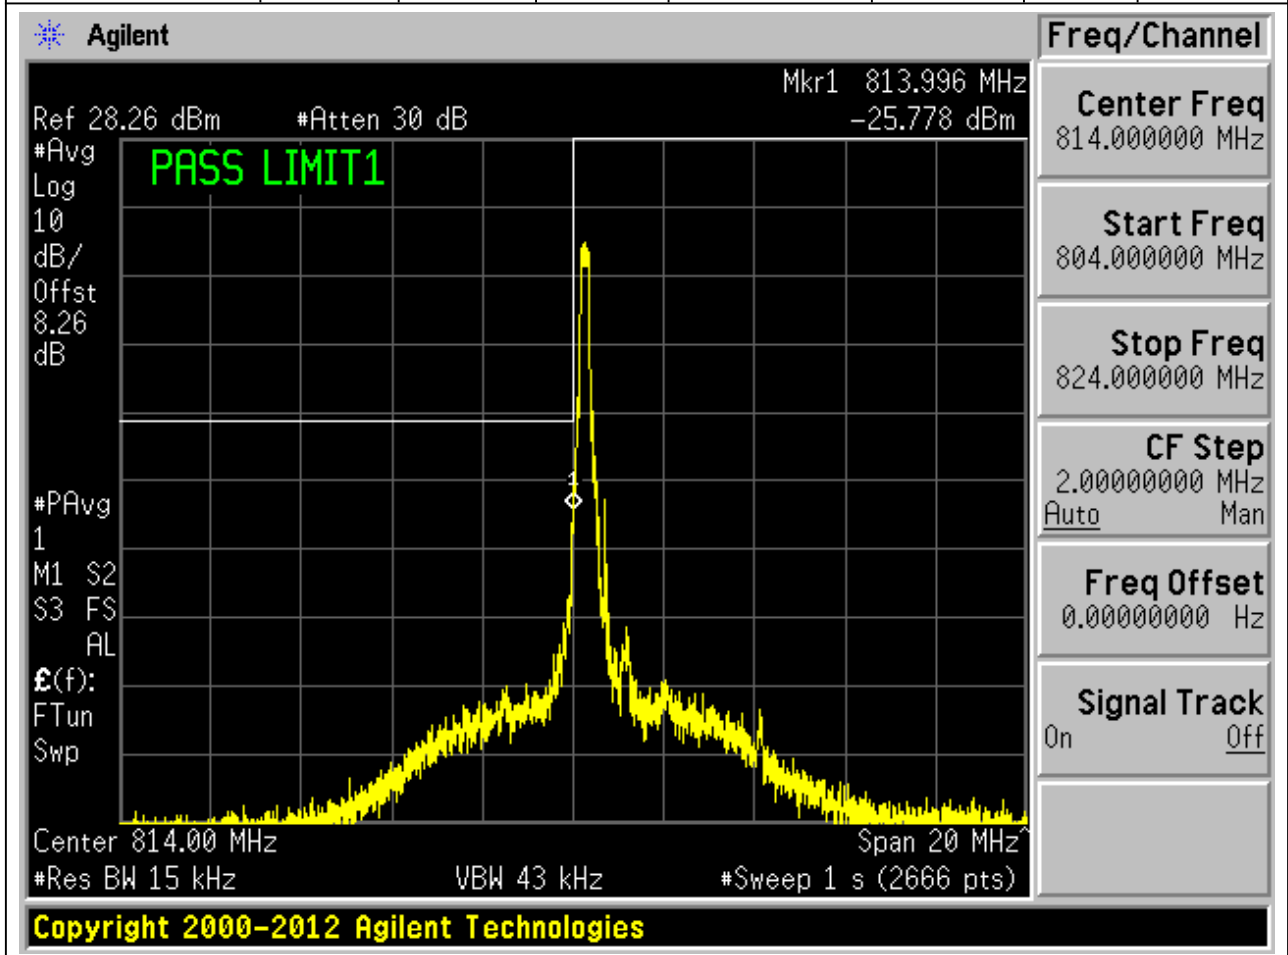 Agilent
Freq/Channel
Mkr1 813.996 MHz
Ref 28.26 dBm #Atten 30 dB -25.778 dBm
#Avg
Log
10
dB/
Offst
8.26
dB
PASS LIMIT1
1
#PAvg
1
M1 S2
S3 FS
AL
£(f):
FTun
Swp
Center 814.00 MHz Span 20 MHz^
#Res BW 15 kHz VBW 43 kHz #Sweep 1 s (2666 pts)
Center Freq
814.000000 MHz
Start Freq
804.000000 MHz
Stop Freq
824.000000 MHz
CF Step
2.00000000 MHz
Auto Man
Freq Offset
0.00000000 Hz
Signal Track
On Off
Copyright 2000-2012 Agilent Technologies